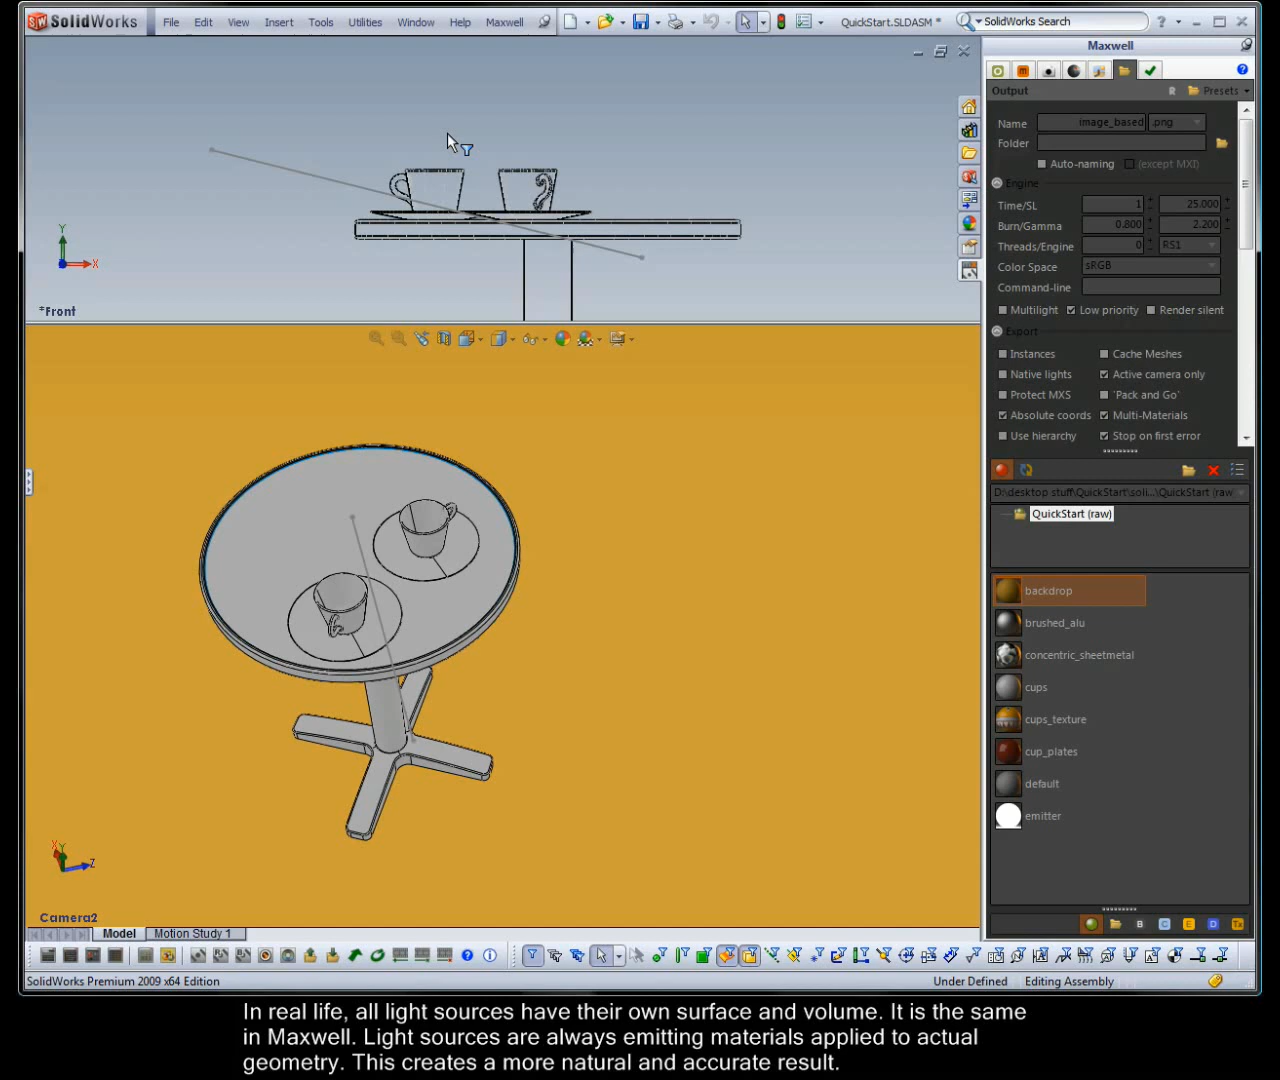 SolidWorks File Edit View Insert Tools Utilities Window Help Maxwell QuickStart.SLDASM * SolidWorks Search
Maxwell
Output R Presets
Name image_based .png
Folder
Auto-naming (except MXI)
Engine
Time/SL 1 25.000
Burn/Gamma 0.800 2.200
Threads/Engine 0 RS1
Color Space sRGB
Command-line
Multilight Low priority Render silent
Export
Instances Cache Meshes
Native lights Active camera only
Protect MXS 'Pack and Go'
Absolute coords Multi-Materials
Use hierarchy Stop on first error
D:\desktop stuff\QuickStart\soli...\QuickStart (raw
QuickStart (raw)
backdrop
brushed_alu
concentric_sheetmetal
cups
cups_texture
cup_plates
default
emitter
B C E D Tx
Y
X
*Front
X Y
Z
Camera2
Model Motion Study 1
SolidWorks Premium 2009 x64 Edition Under Defined Editing Assembly
In real life, all light sources have their own surface and volume. It is the same
in Maxwell. Light sources are always emitting materials applied to actual
geometry. This creates a more natural and accurate result.